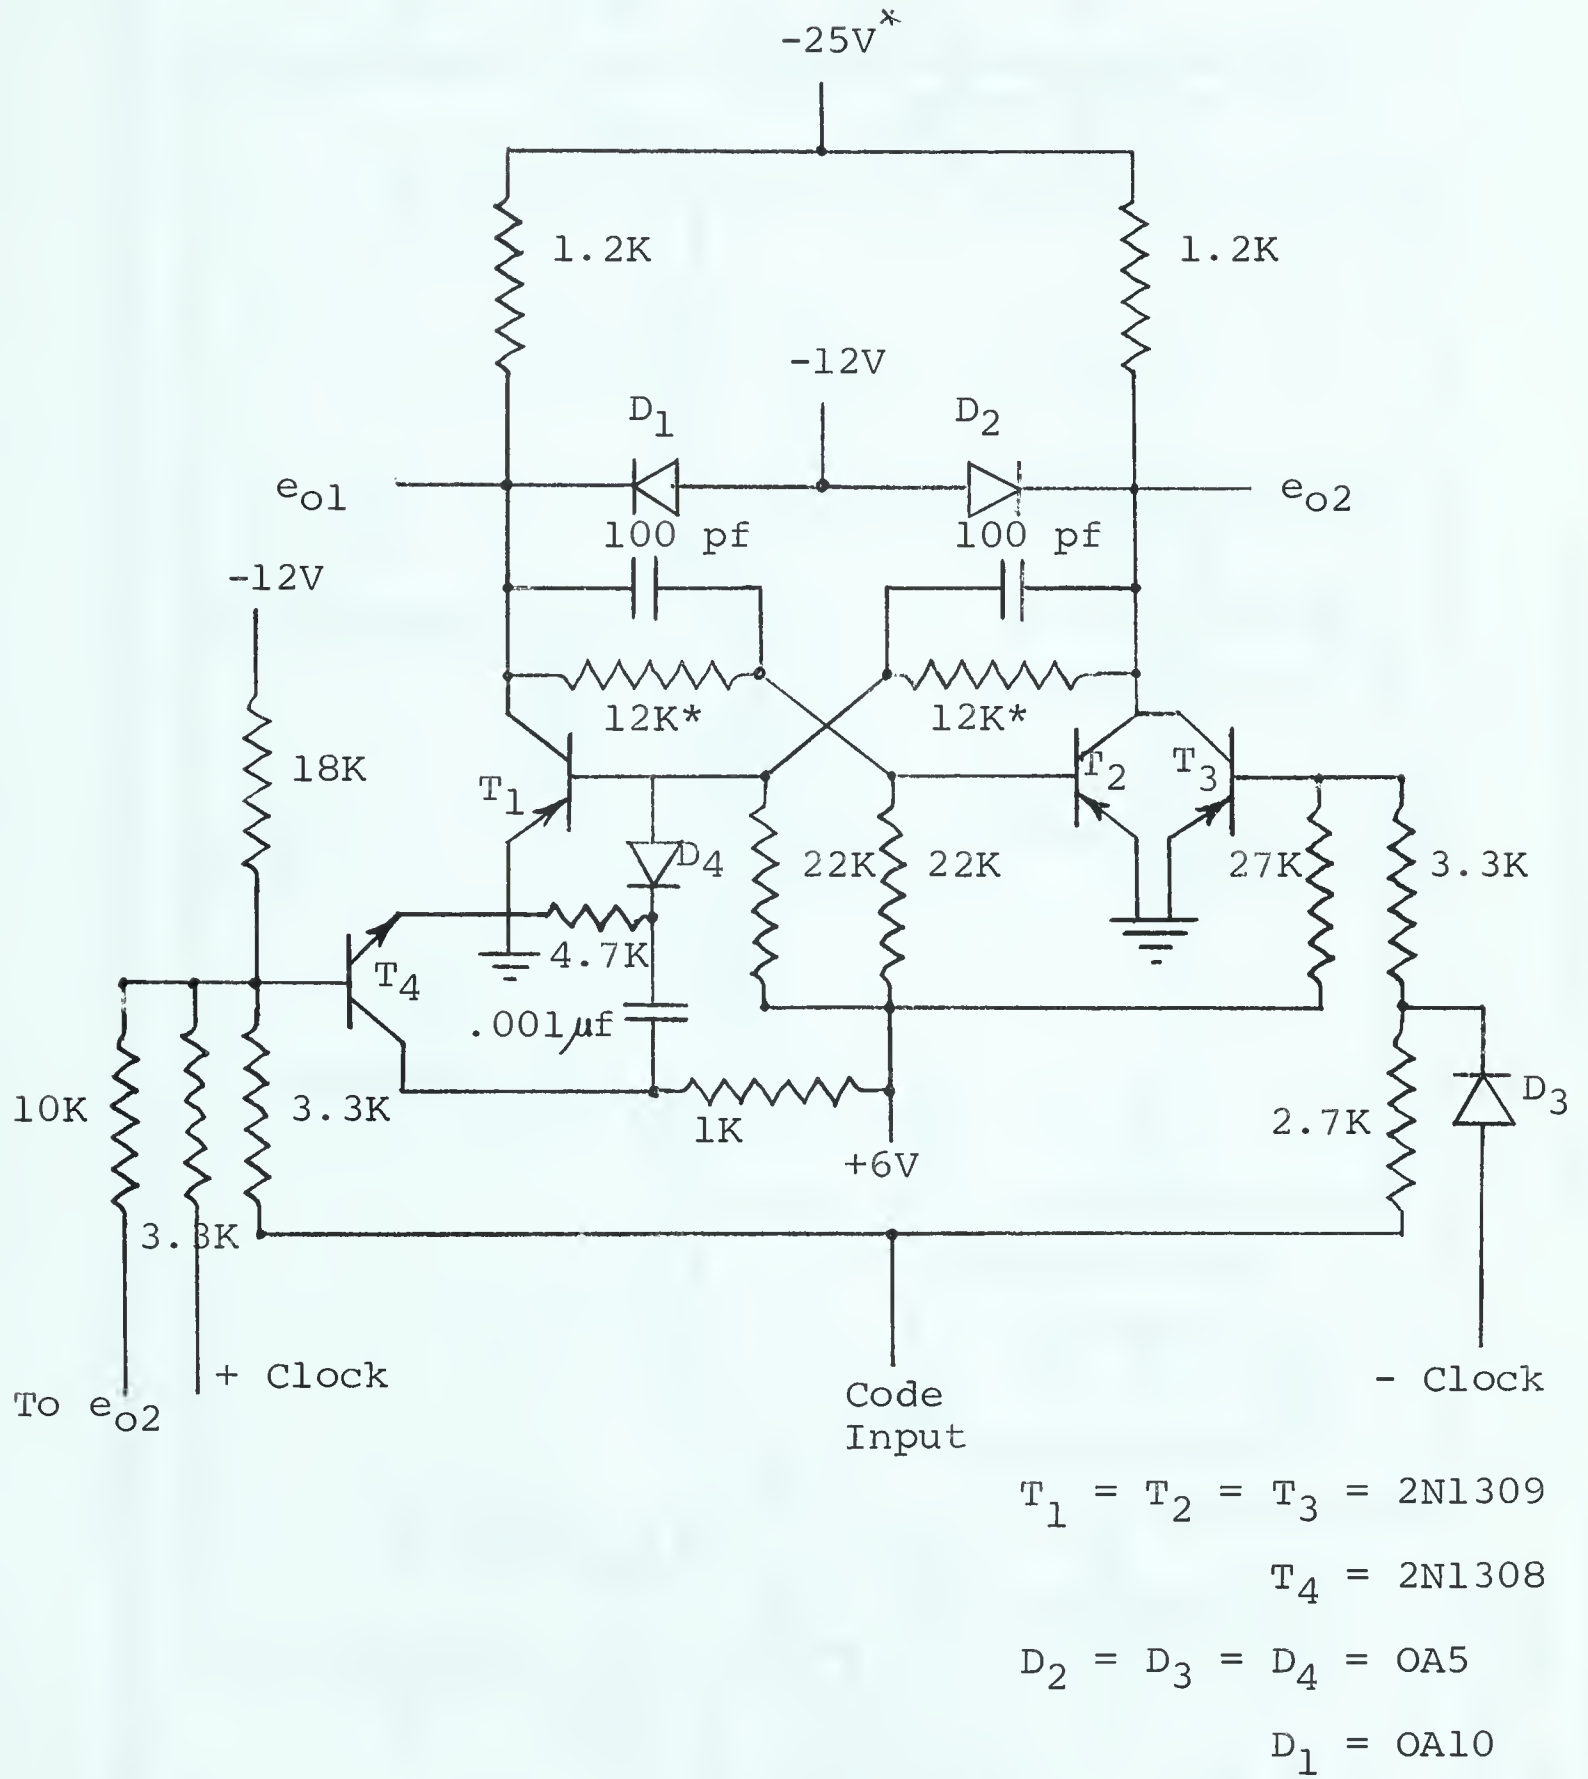 -25V*
1.2K 1.2K
-12V
D1 D2
eo1 eo2
100 pf 100 pf
-12V
12K* 12K*
18K
T1 T2 T3
D4 22K 22K 27K 3.3K
4.7K
T4
.001μf
10K 3.3K 1K 2.7K D3
+6V
3.3K
+ Clock - Clock
To eo2
Code
Input
T1 = T2 = T3 = 2N1309
T4 = 2N1308
D2 = D3 = D4 = OA5
D1 = OA10